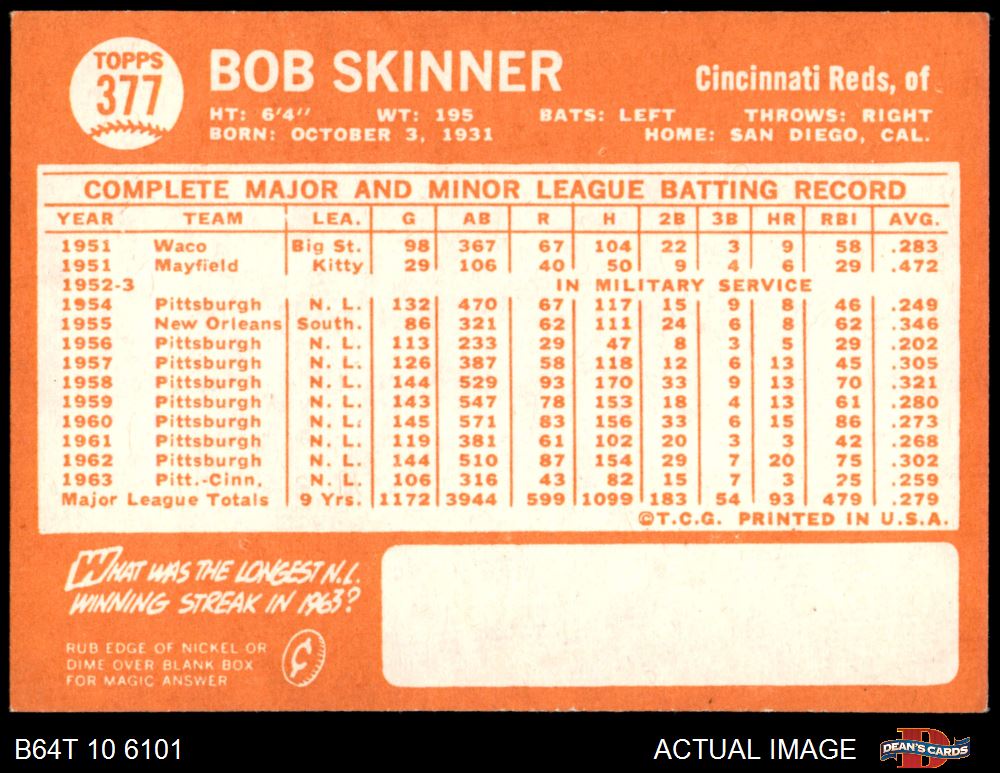 TOPPS
377
BOB SKINNER
Cincinnati Reds, of
HT: 6'4" WT: 195 BATS: LEFT THROWS: RIGHT
BORN: OCTOBER 3, 1931 HOME: SAN DIEGO, CAL.
COMPLETE MAJOR AND MINOR LEAGUE BATTING RECORD
YEAR TEAM LEA. G AB R H 2B 3B HR RBI AVG.
1951 Waco Big St. 98 367 67 104 22 3 9 58 .283
1951 Mayfield Kitty 29 106 40 50 9 4 6 29 .472
1952-3 IN MILITARY SERVICE
1954 Pittsburgh N. L. 132 470 67 117 15 9 8 46 .249
1955 New Orleans South. 86 321 62 111 24 6 8 62 .346
1956 Pittsburgh N. L. 113 233 29 47 8 3 5 29 .202
1957 Pittsburgh N. L. 126 387 58 118 12 6 13 45 .305
1958 Pittsburgh N. L. 144 529 93 170 33 9 13 70 .321
1959 Pittsburgh N. L. 143 547 78 153 18 4 13 61 .280
1960 Pittsburgh N. L. 145 571 83 156 33 6 15 86 .273
1961 Pittsburgh N. L. 119 381 61 102 20 3 3 42 .268
1962 Pittsburgh N. L. 144 510 87 154 29 7 20 75 .302
1963 Pitt.-Cinn. N. L. 106 316 43 82 15 7 3 25 .259
Major League Totals 9 Yrs. 1172 3944 599 1099 183 54 93 479 .279
©T.C.G. PRINTED IN U.S.A.
WHAT WAS THE LONGEST N.L.
WINNING STREAK IN 1963?
RUB EDGE OF NICKEL OR
DIME OVER BLANK BOX
FOR MAGIC ANSWER
¢
B64T 10 6101
ACTUAL IMAGE
DEAN'S CARDS